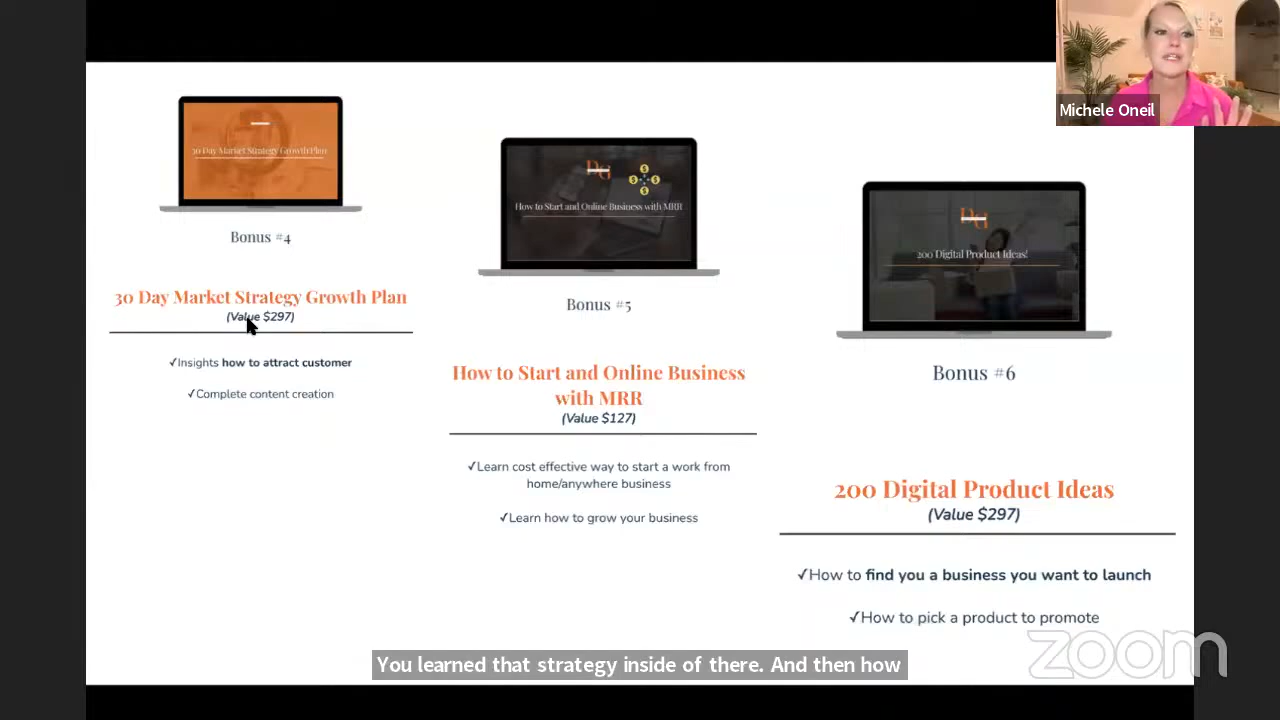 Michele Oneil
30 Day Market Strategy Growth Plan
Bonus #4
30 Day Market Strategy Growth Plan
(Value $297)
✓Insights how to attract customer
✓Complete content creation
DG
How to Start and Online Business with MRR
Bonus #5
How to Start and Online Business
with MRR
(Value $127)
✓Learn cost effective way to start a work from
home/anywhere business
✓Learn how to grow your business
DG
200 Digital Product Ideas!
Bonus #6
200 Digital Product Ideas
(Value $297)
✓How to find you a business you want to launch
✓How to pick a product to promote
You learned that strategy inside of there. And then how
zoom